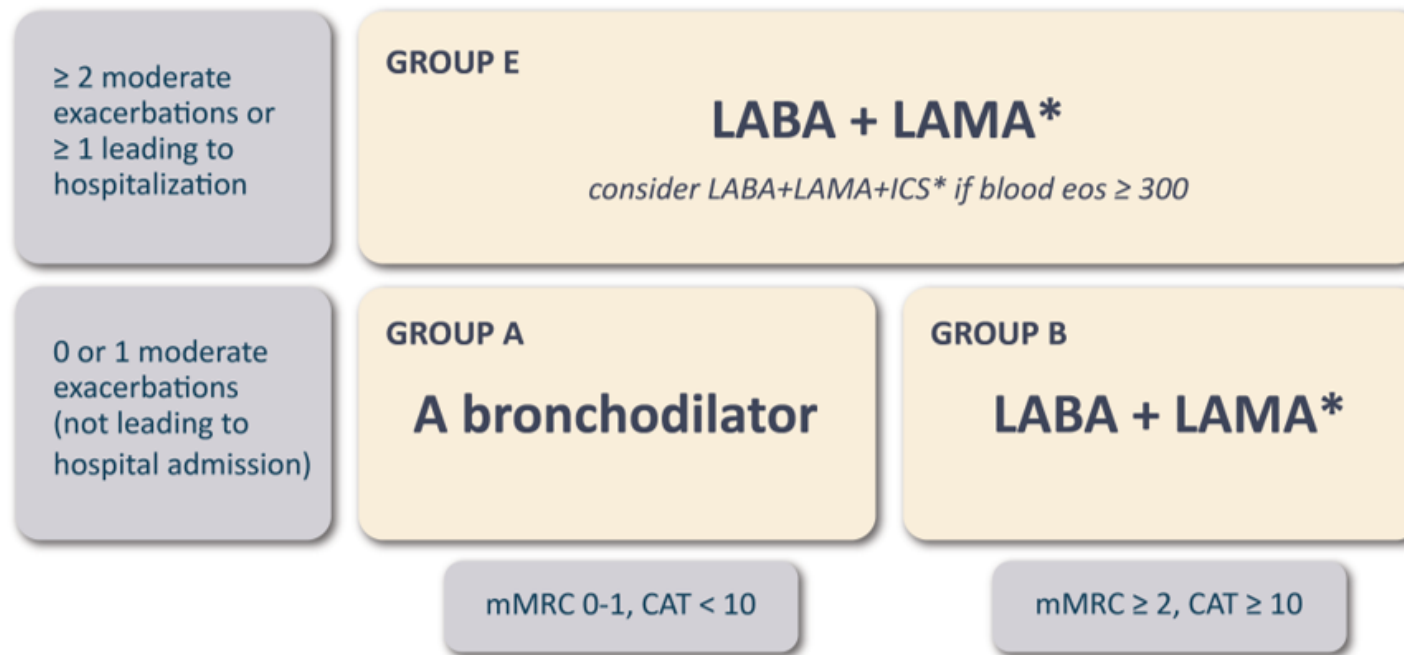 ≥ 2 moderate
exacerbations or
≥ 1 leading to
hospitalization
GROUP E
LABA + LAMA*
consider LABA+LAMA+ICS* if blood eos ≥ 300
0 or 1 moderate
exacerbations
(not leading to
hospital admission)
GROUP A
A bronchodilator
GROUP B
LABA + LAMA*
mMRC 0-1, CAT < 10
mMRC ≥ 2, CAT ≥ 10